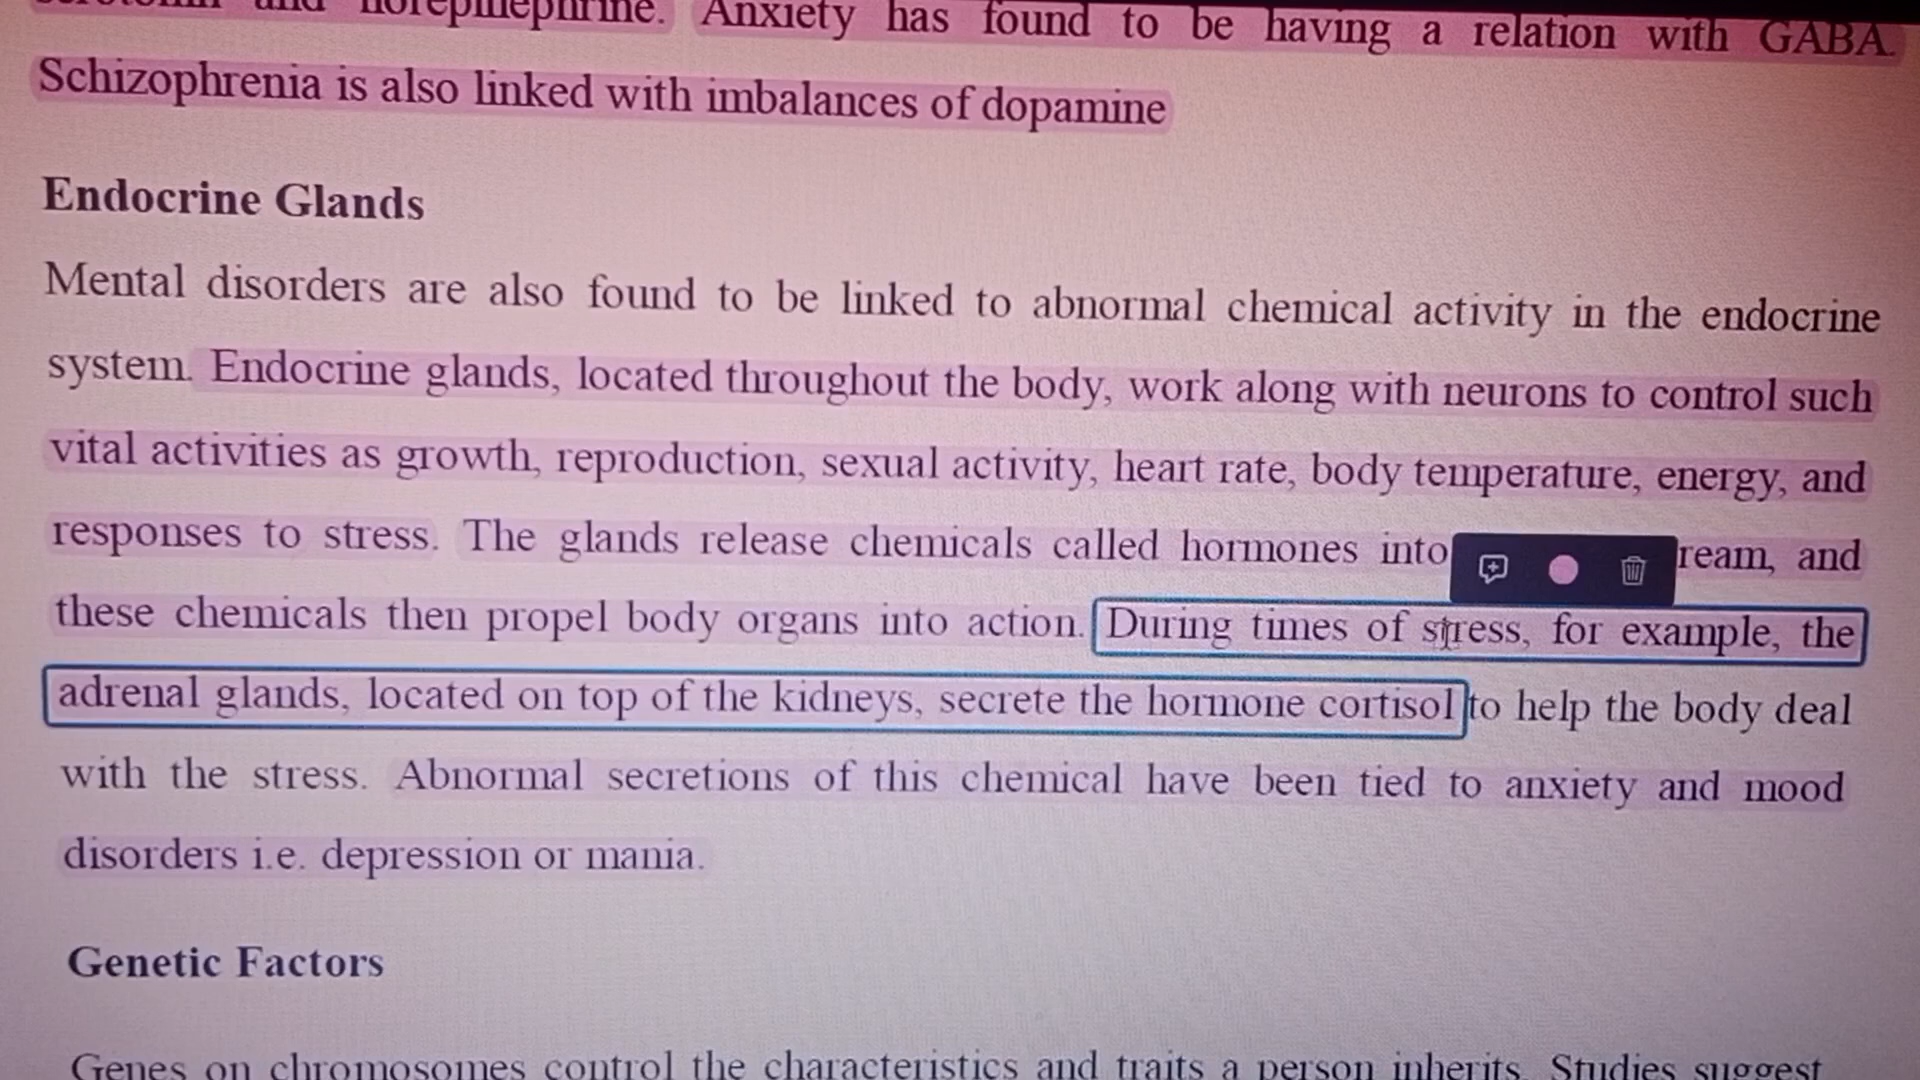 and norepinephrine. Anxiety has found to be having a relation with GABA.
Schizophrenia is also linked with imbalances of dopamine
Endocrine Glands
Mental disorders are also found to be linked to abnormal chemical activity in the endocrine
system. Endocrine glands, located throughout the body, work along with neurons to control such
vital activities as growth, reproduction, sexual activity, heart rate, body temperature, energy, and
responses to stress. The glands release chemicals called hormones into ream, and
these chemicals then propel body organs into action. During times of stress, for example, the
adrenal glands, located on top of the kidneys, secrete the hormone cortisol to help the body deal
with the stress. Abnormal secretions of this chemical have been tied to anxiety and mood
disorders i.e. depression or mania.
Genetic Factors
Genes on chromosomes control the characteristics and traits a person inherits. Studies suggest